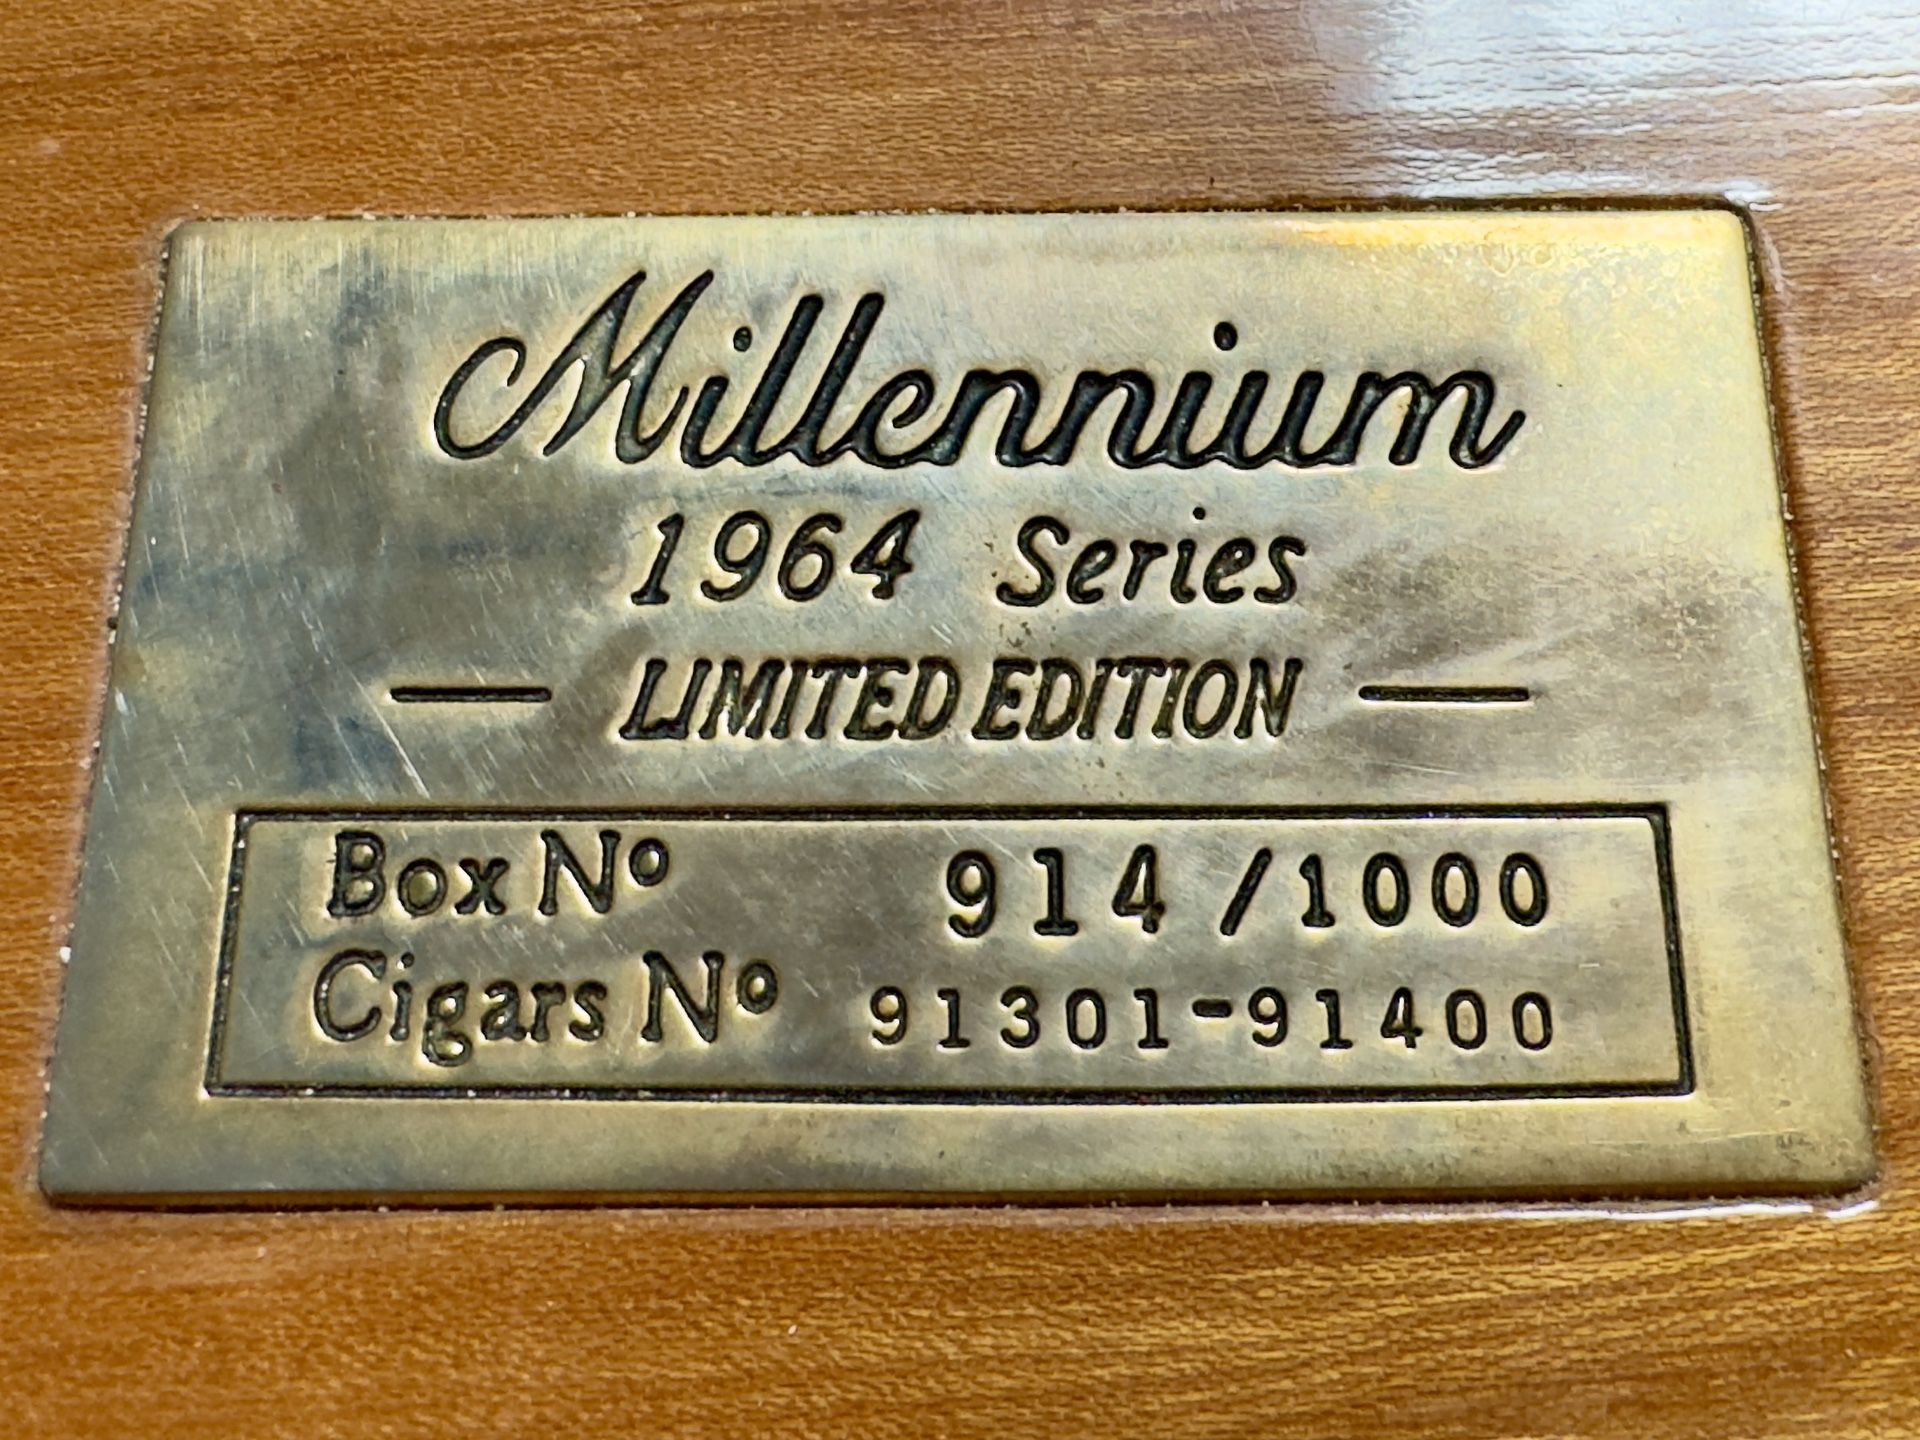 Millennium
1964 Series
— LIMITED EDITION —
Box Nº 914/1000
Cigars Nº 91301-91400